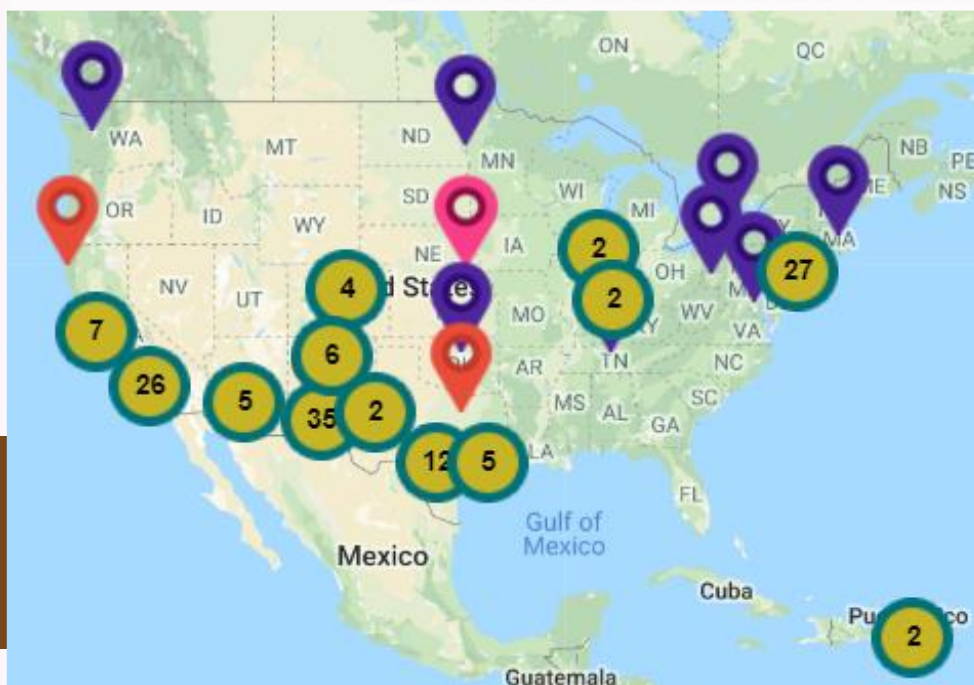 ON
QC
WA
ND
NB
MT
MN
PE
ME
NS
OR
ID
SD
WI
MI
WY
MA
NE
IA
2
OH
27
NV
UT
4
d States
2
MO
WV
VA
7
6
TN
NC
26
5
35
2
AR
SC
MS
AL
GA
12
5
LA
FL
Gulf of
Mexico
Mexico
Cuba
2
Guatemala